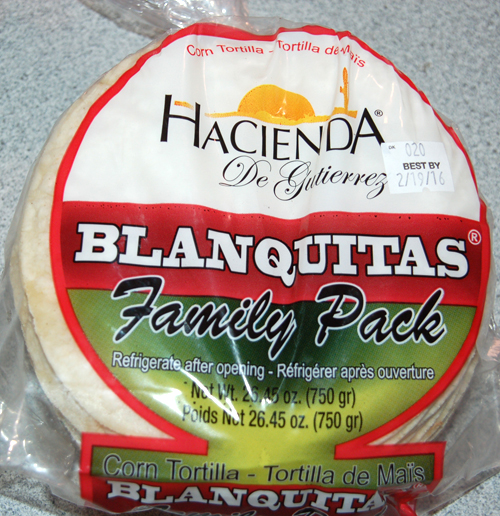 Corn Tortilla - Tortilla de Maïs
HACIENDA®
De Gutierrez
020
BEST BY
2/19/16
BLANQUITAS®
Family Pack
Refrigerate after opening - Réfrigérer après ouverture
Net Wt. 26.45 oz. (750 gr)
Poids Net 26.45 oz. (750 gr)
Corn Tortilla - Tortilla de Maïs
BLANQUITA